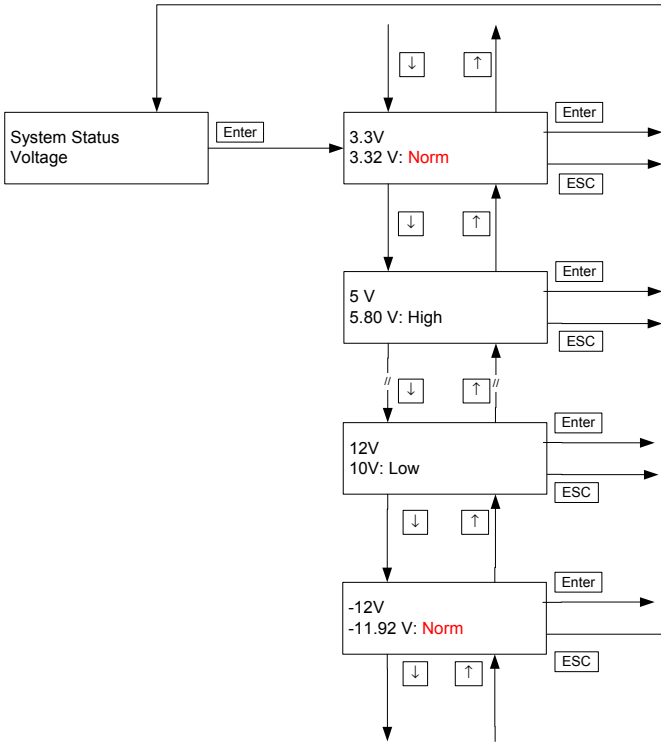 ↓
↑
System Status
Voltage
Enter
3.3V
3.32 V: Norm
Enter
ESC
↓
↑
5 V
5.80 V: High
Enter
ESC
//
↓
↑
//
12V
10V: Low
Enter
ESC
↓
↑
-12V
-11.92 V: Norm
Enter
ESC
↓
↑